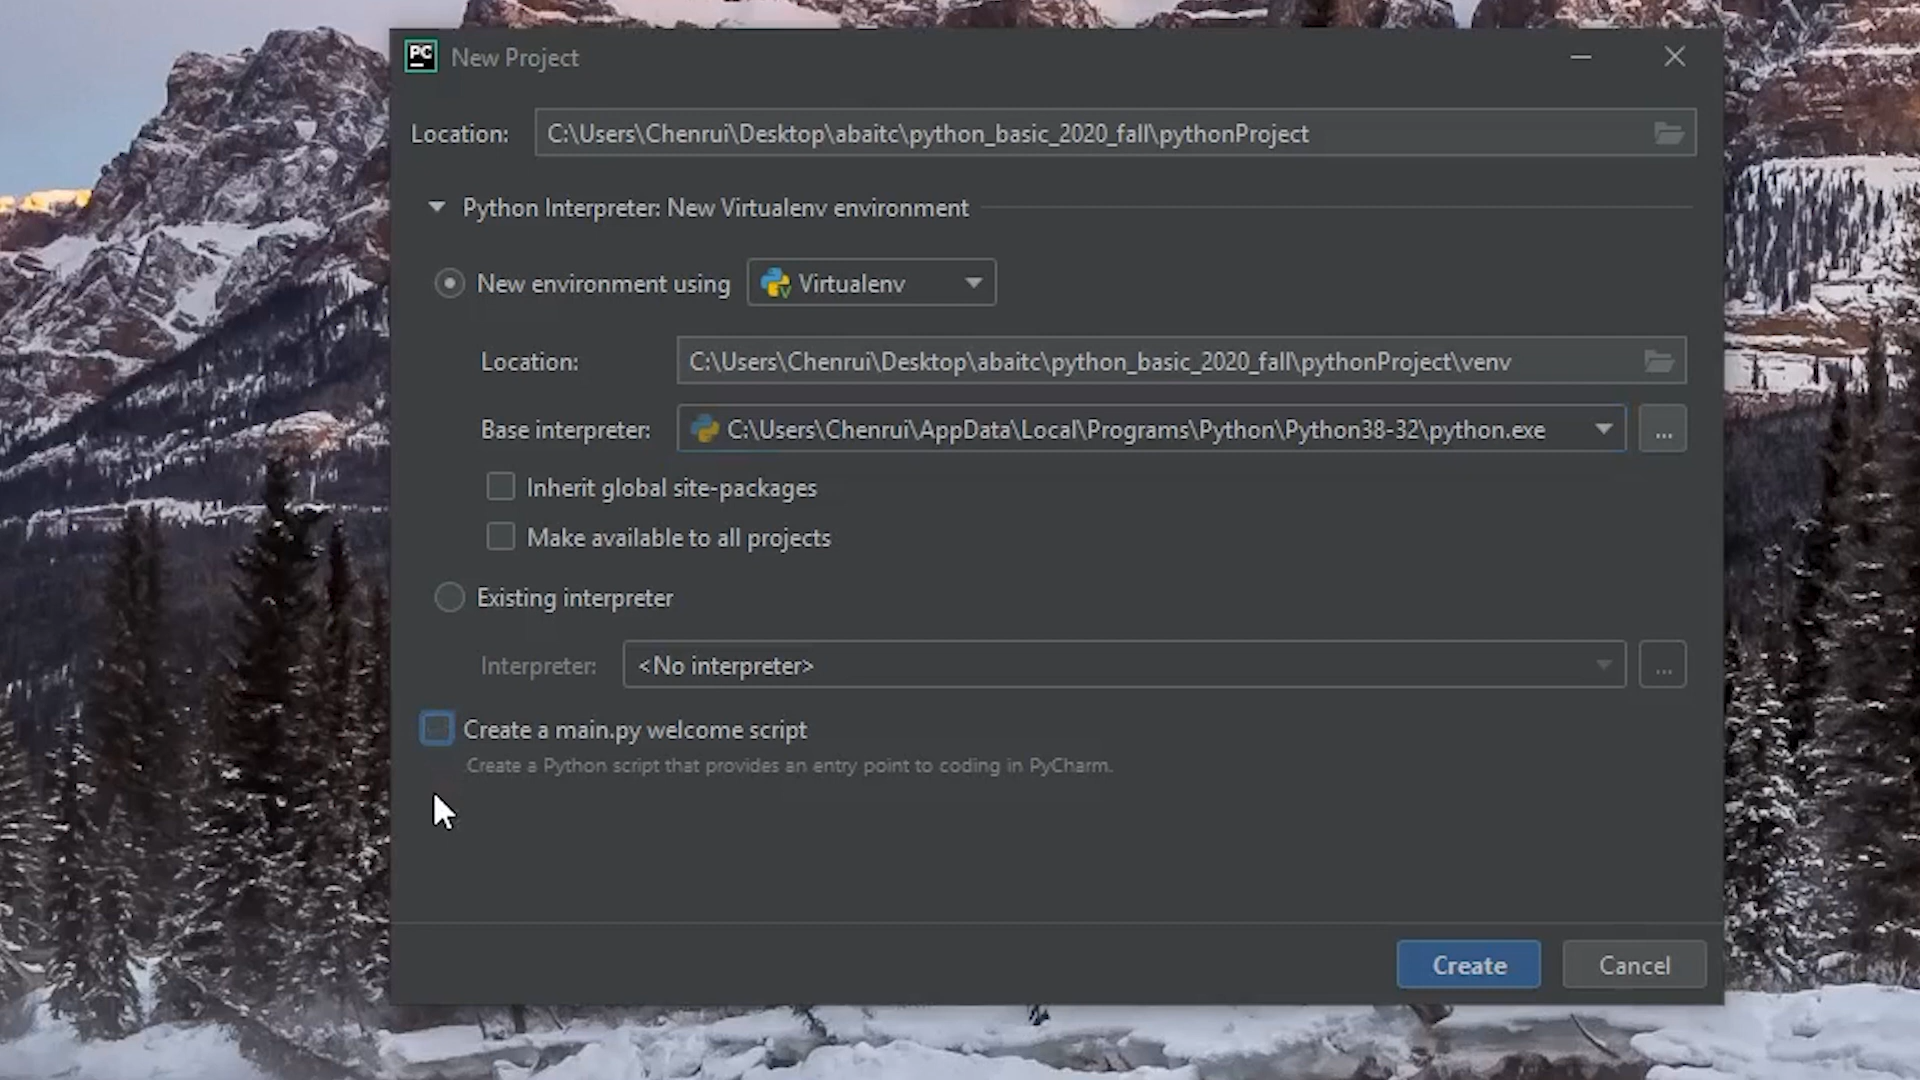 PC New Project
Location: C:\Users\Chenrui\Desktop\abaitc\python_basic_2020_fall\pythonProject
Python Interpreter: New Virtualenv environment
New environment using Virtualenv
Location: C:\Users\Chenrui\Desktop\abaitc\python_basic_2020_fall\pythonProject\venv
Base interpreter: C:\Users\Chenrui\AppData\Local\Programs\Python\Python38-32\python.exe ...
Inherit global site-packages
Make available to all projects
Existing interpreter
Interpreter: <No interpreter> ...
Create a main.py welcome script
Create a Python script that provides an entry point to coding in PyCharm.
Create Cancel